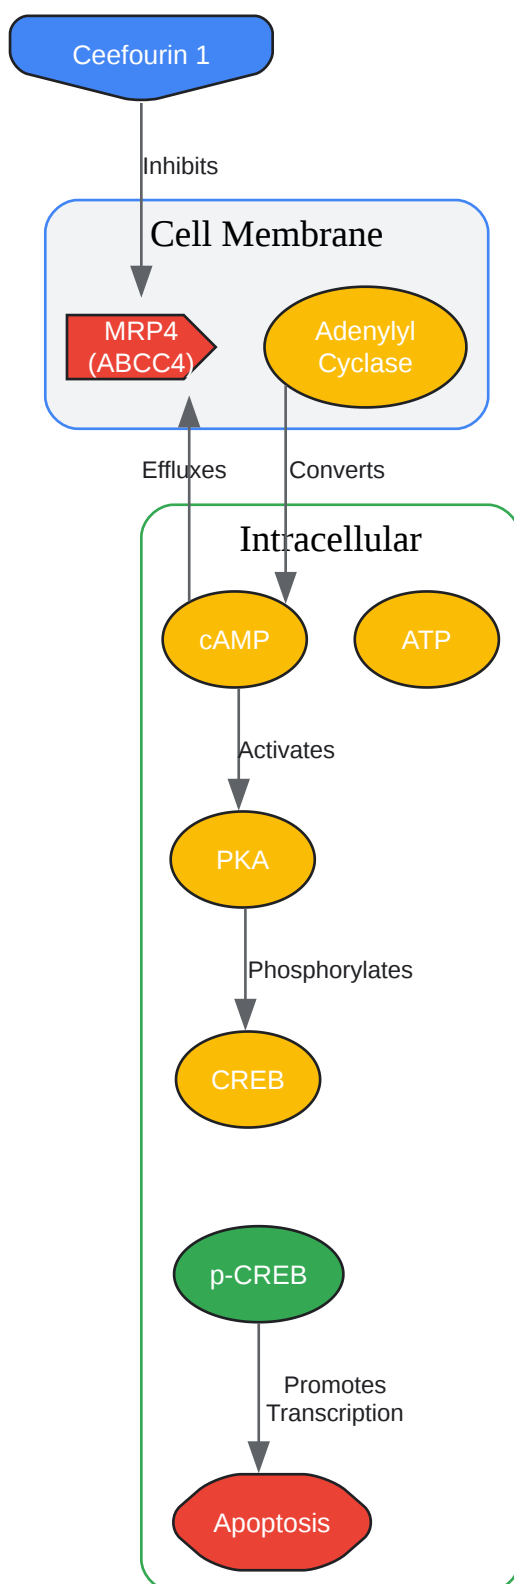 Ceefourin 1
Inhibits
Cell Membrane
MRP4
(ABCC4)
Adenylyl
Cyclase
Effluxes
Converts
Intracellular
cAMP
ATP
Activates
PKA
Phosphorylates
CREB
p-CREB
Promotes
Transcription
Apoptosis